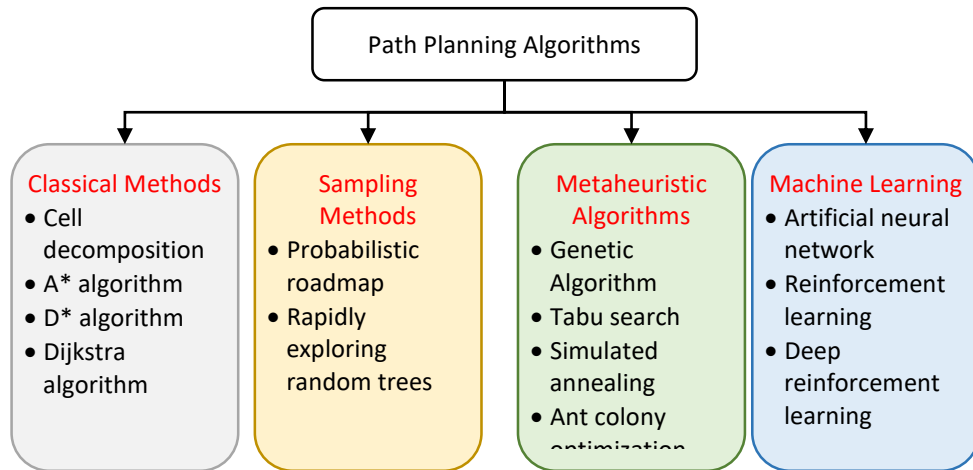 Path Planning Algorithms
Classical Methods
• Cell
decomposition
• A* algorithm
• D* algorithm
• Dijkstra
algorithm
Sampling
Methods
• Probabilistic
roadmap
• Rapidly
exploring
random trees
Metaheuristic
Algorithms
• Genetic
Algorithm
• Tabu search
• Simulated
annealing
• Ant colony
optimization
Machine Learning
• Artificial neural
network
• Reinforcement
learning
• Deep
reinforcement
learning